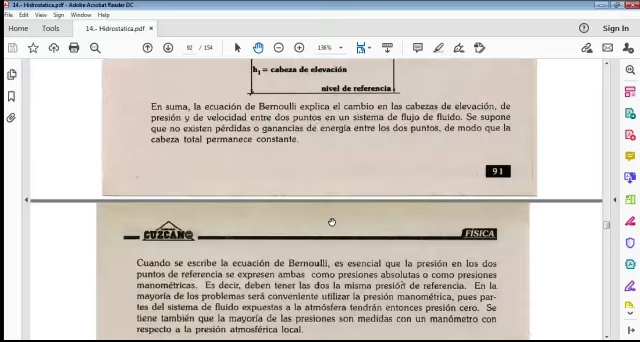 14.- Hidrostatica.pdf - Adobe Acrobat Reader DC
File Edit View Sign Window Help
Home Tools 14.- Hidrostatica.pdf × Sign In
92 / 154 136%
h₁ = cabeza de elevación
nivel de referencia
En suma, la ecuación de Bernoulli explica el cambio en las cabezas de elevación, de
presión y de velocidad entre dos puntos en un sistema de flujo de fluido. Se supone
que no existen pérdidas o ganancias de energía entre los dos puntos, de modo que la
cabeza total permanece constante.
91
CUZCANO FÍSICA
Cuando se escribe la ecuación de Bernoulli, es esencial que la presión en los dos
puntos de referencia se expresen ambas como presiones absolutas o como presiones
manométricas. Es decir, deben tener las dos la misma presión de referencia. En la
mayoría de los problemas será conveniente utilizar la presión manométrica, pues par-
tes del sistema de fluido expuestas a la atmósfera tendrán entonces presión cero. Se
tiene también que la mayoría de las presiones son medidas con un manómetro con
respecto a la presión atmosférica local.